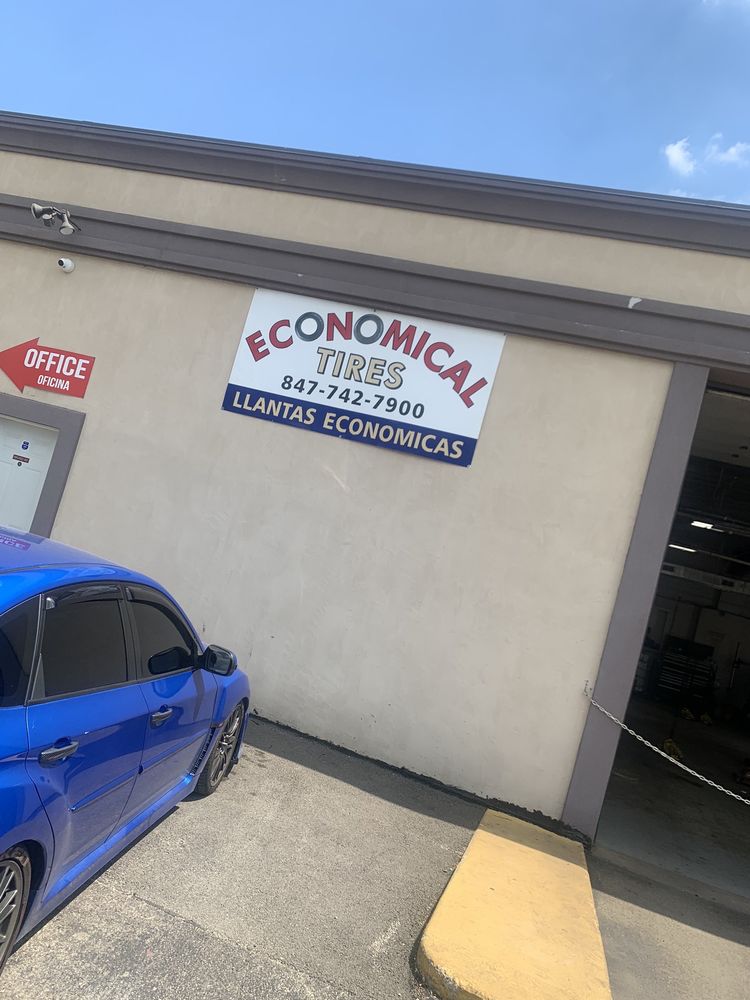 OFFICE
OFICINA
ECONOMICAL
TIRES
847-742-7900
LLANTAS ECONOMICAS